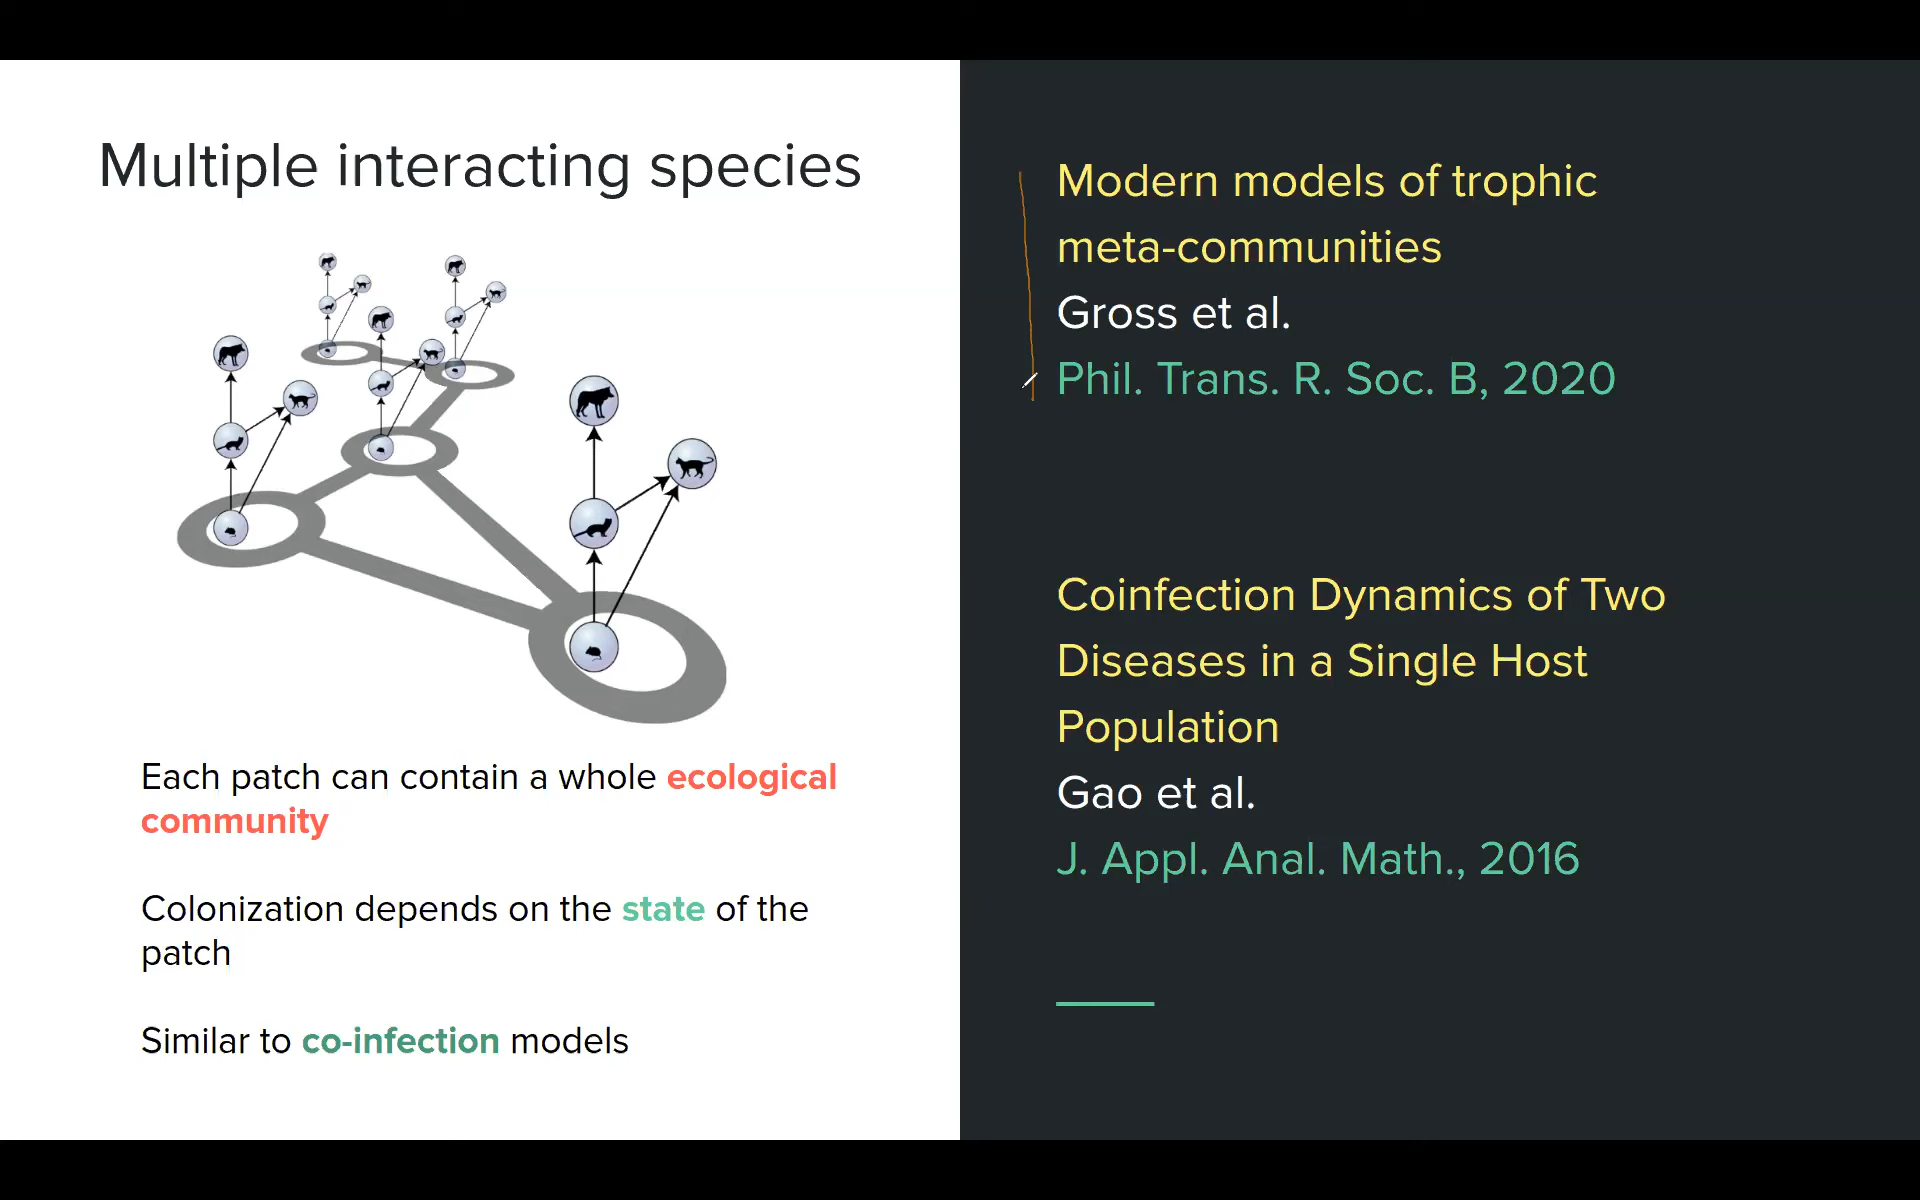 Multiple interacting species
Each patch can contain a whole ecological
community
Colonization depends on the state of the
patch
Similar to co-infection models
Modern models of trophic
meta-communities
Gross et al.
Phil. Trans. R. Soc. B, 2020
Coinfection Dynamics of Two
Diseases in a Single Host
Population
Gao et al.
J. Appl. Anal. Math., 2016